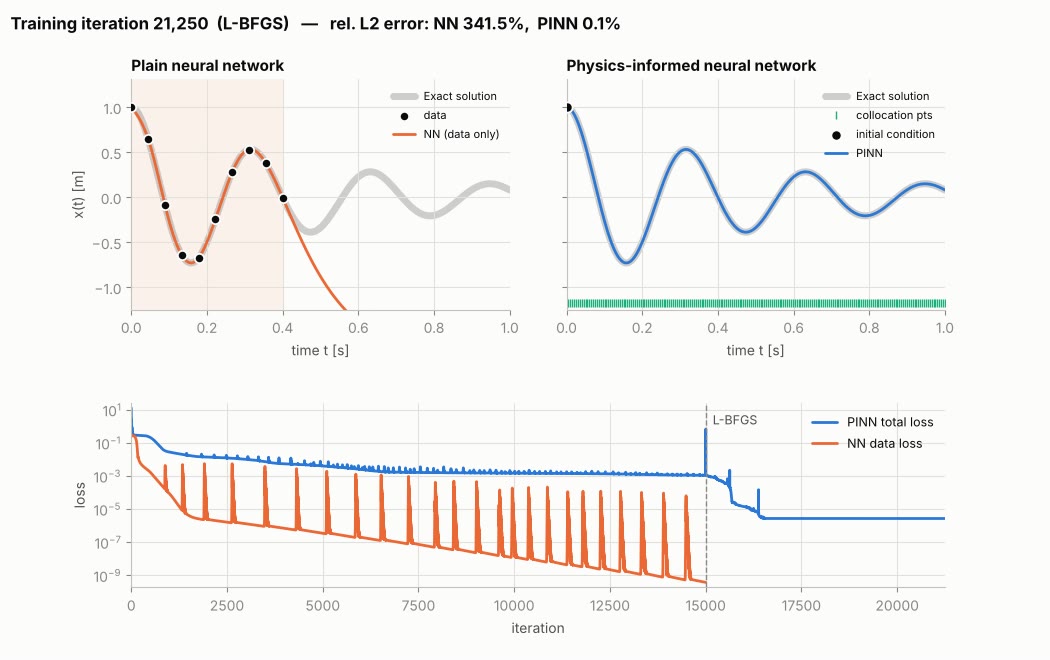 Training iteration 21,250 (L-BFGS) — rel. L2 error: NN 341.5%, PINN 0.1%
Plain neural network
Exact solution
data
NN (data only)
1.0
0.5
0.0
−0.5
−1.0
x(t) [m]
0.0 0.2 0.4 0.6 0.8 1.0
time t [s]
Physics-informed neural network
Exact solution
collocation pts
initial condition
PINN
0.0 0.2 0.4 0.6 0.8 1.0
time t [s]
L-BFGS
PINN total loss
NN data loss
10¹
10⁻¹
10⁻³
10⁻⁵
10⁻⁷
10⁻⁹
loss
0 2500 5000 7500 10000 12500 15000 17500 20000
iteration